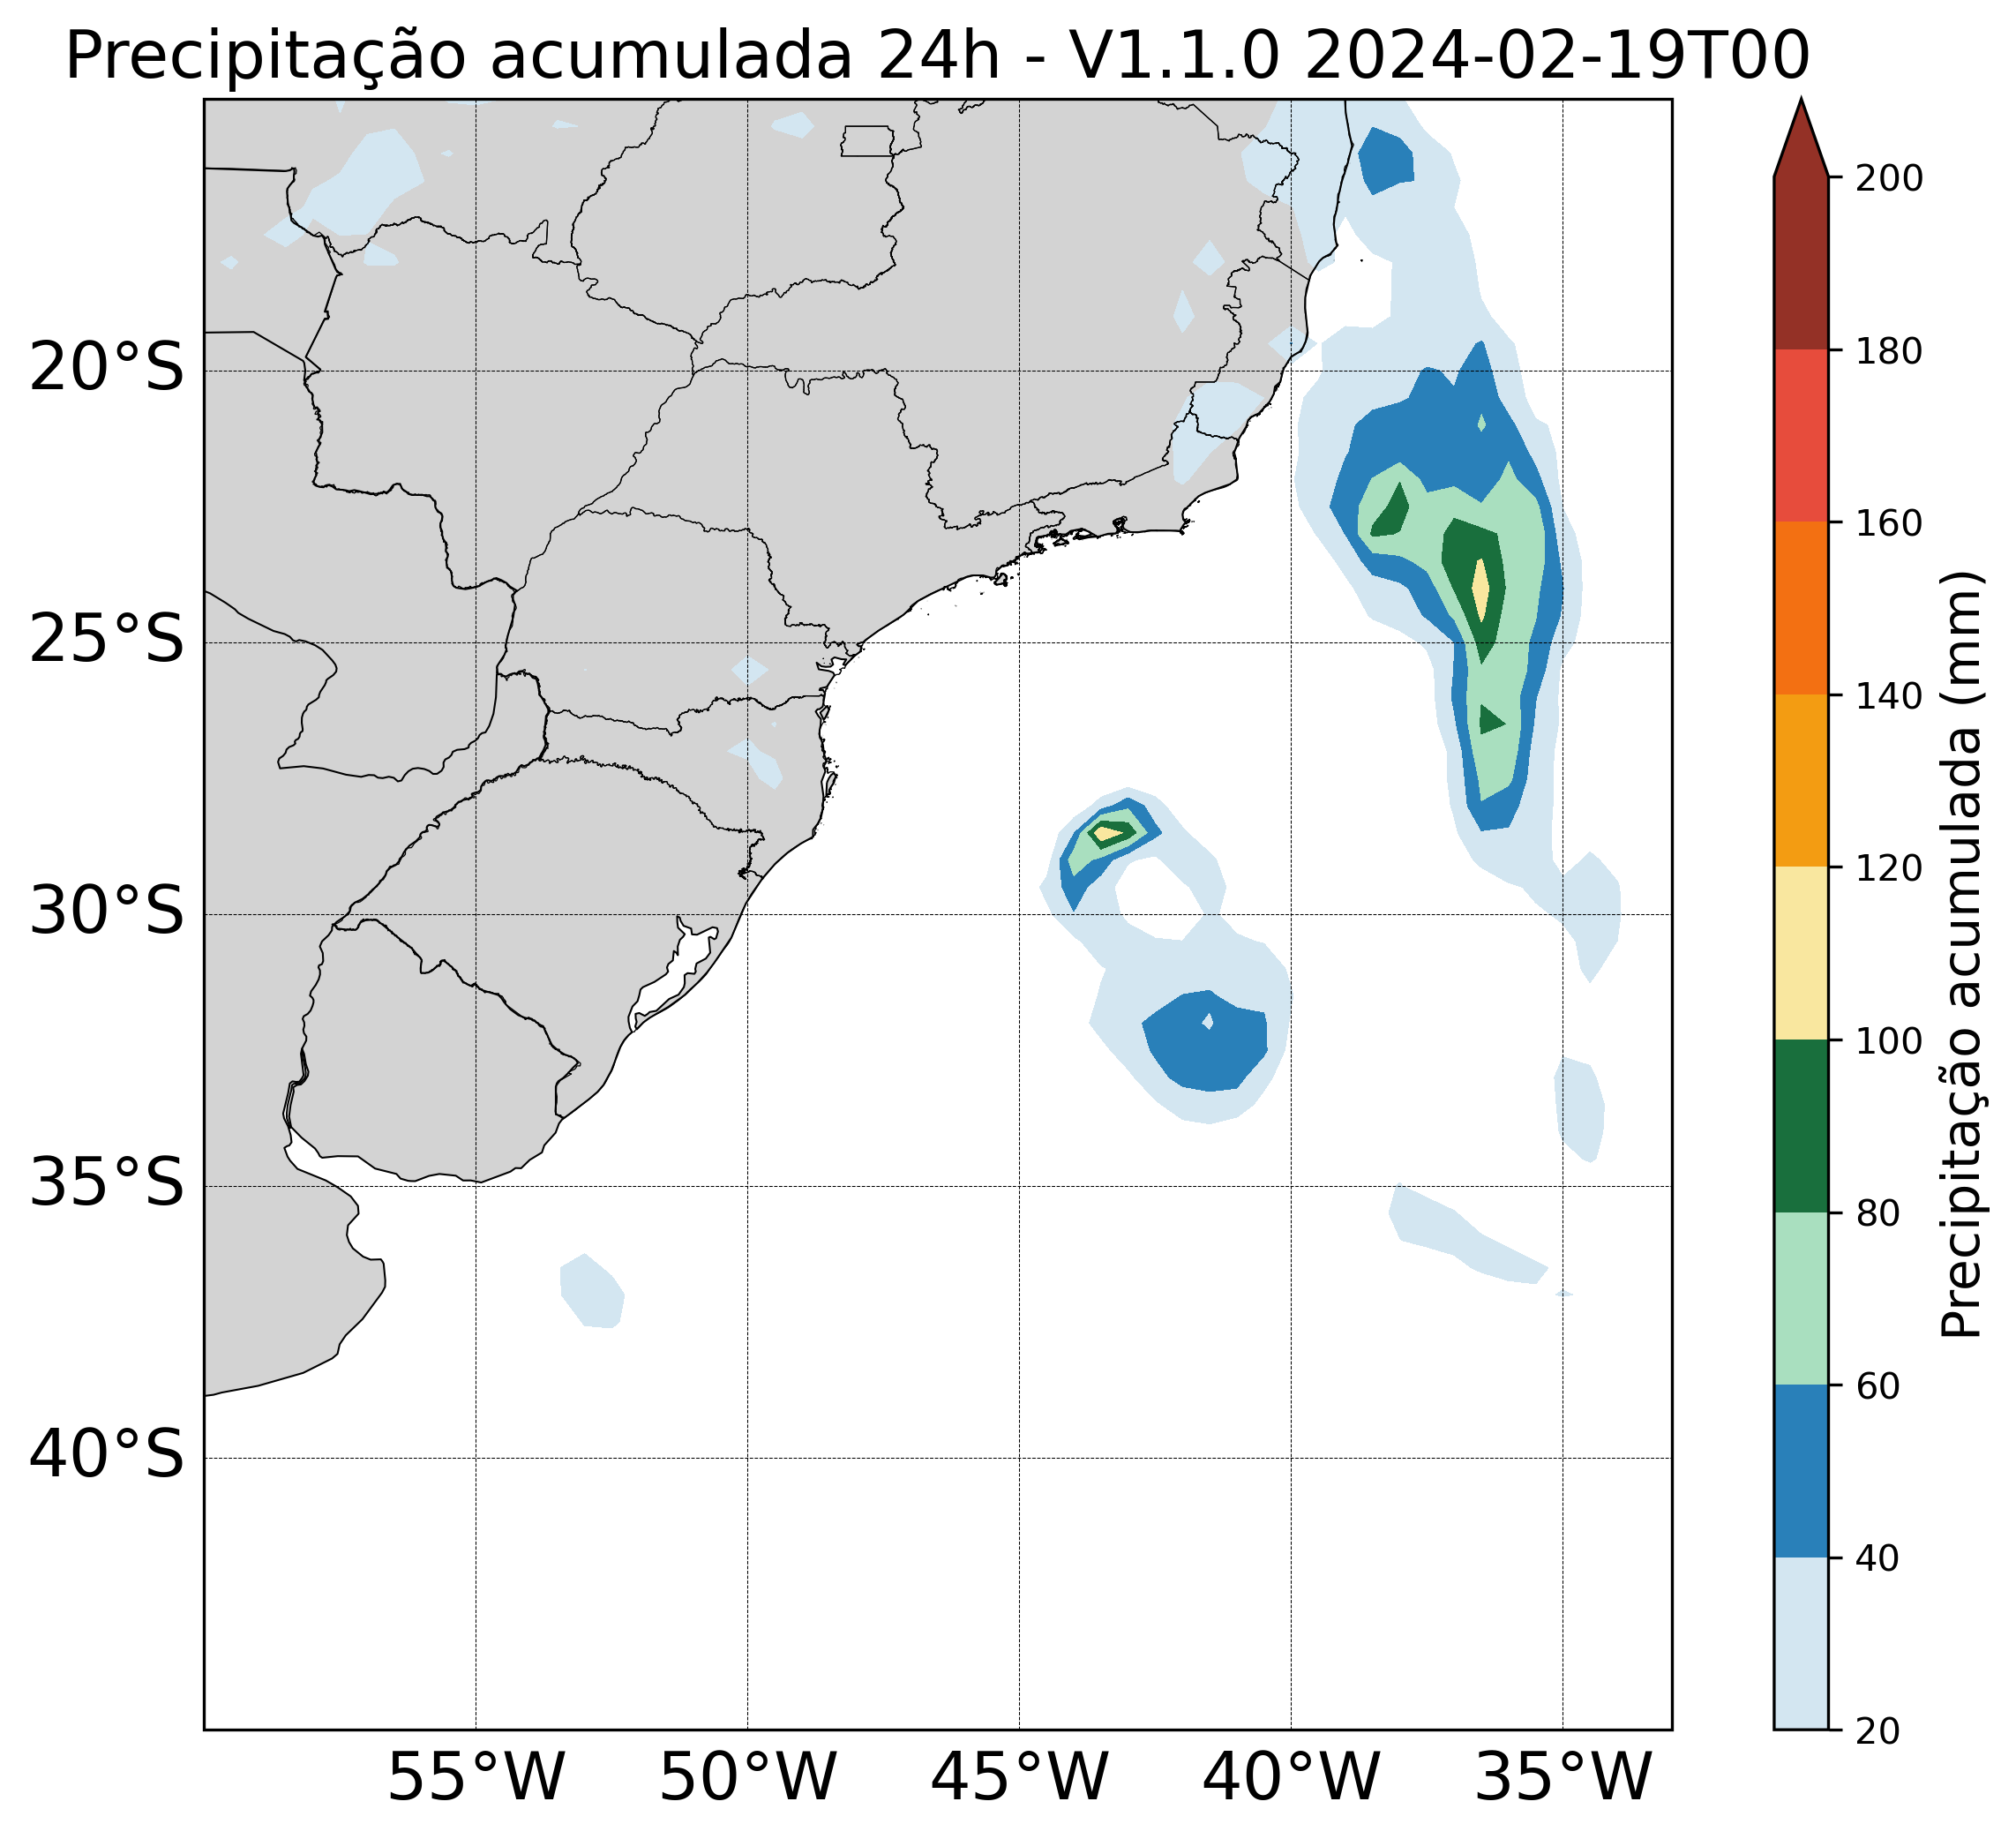 Precipitação acumulada 24h - V1.1.0 2024-02-19T00
20°S
25°S
30°S
35°S
40°S
55°W
50°W
45°W
40°W
35°W
200
180
160
140
120
100
80
60
40
20
Precipitação acumulada (mm)